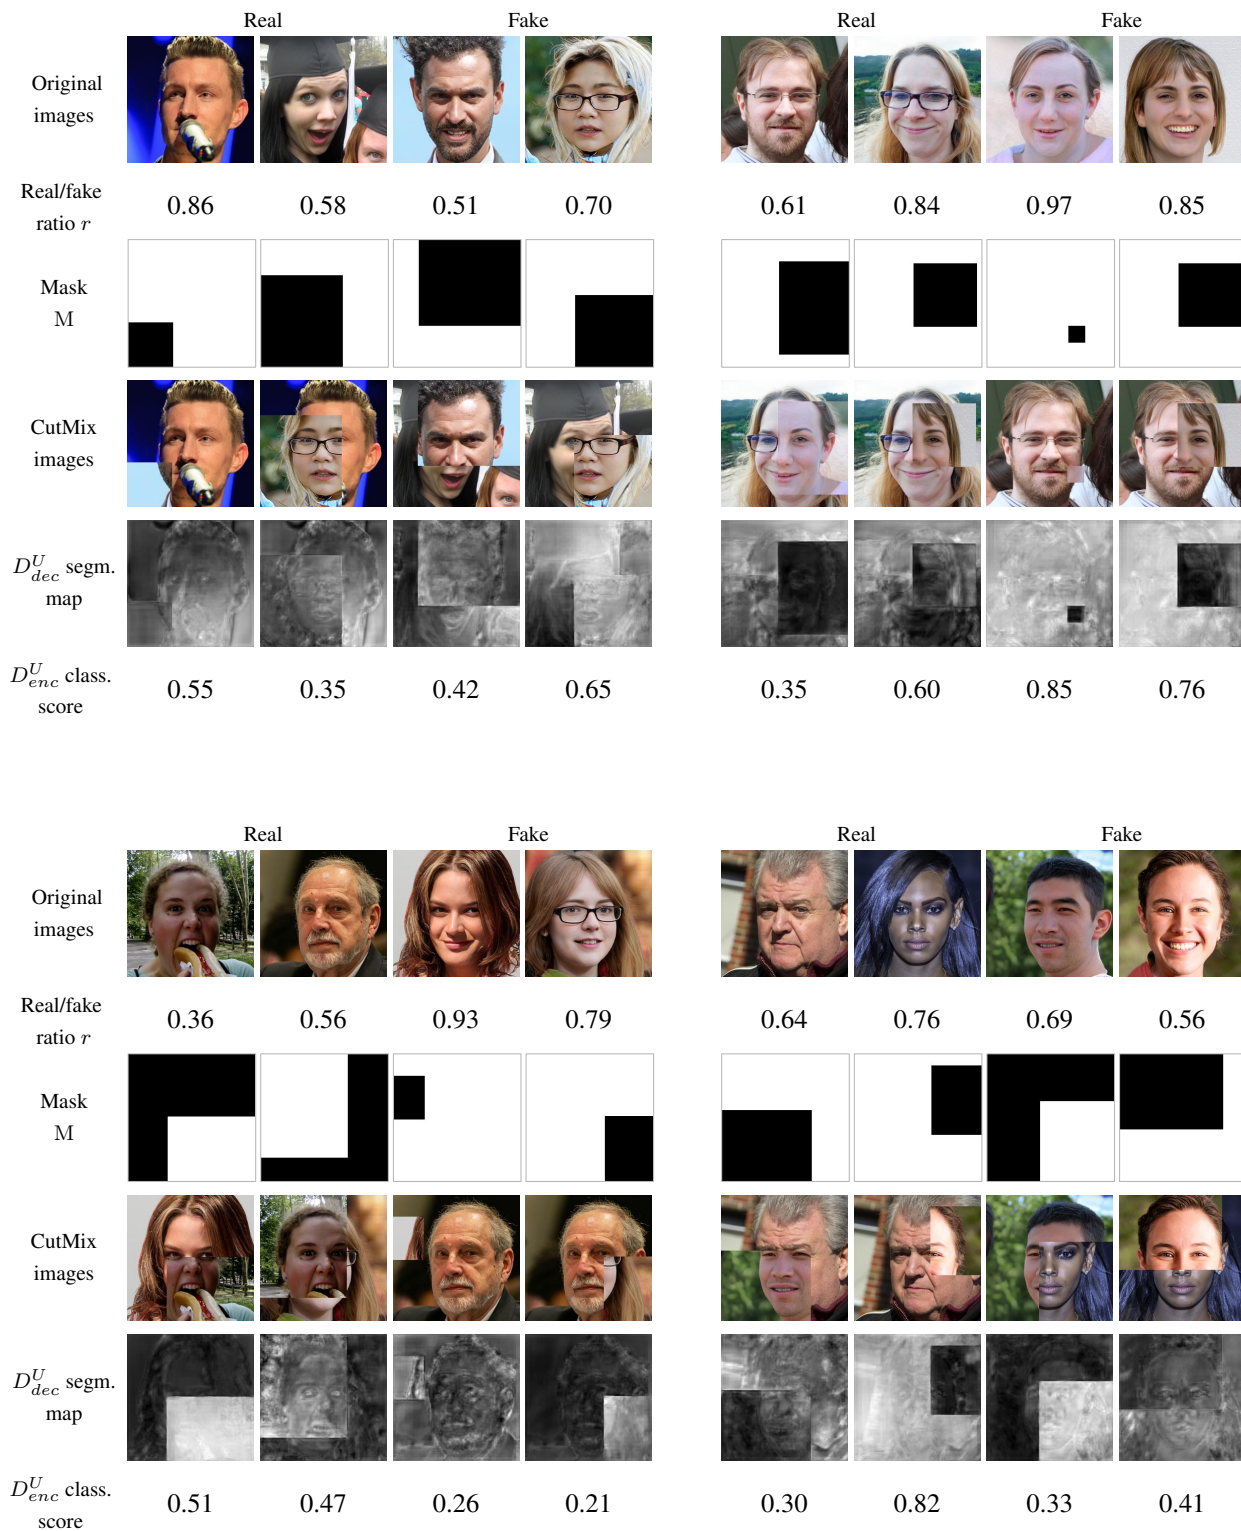 Real Fake Real Fake
Original
images
Real/fake
ratio r
0.86 0.58 0.51 0.70 0.61 0.84 0.97 0.85
Mask
M
CutMix
images
D^U_dec segm.
map
D^U_enc class.
score
0.55 0.35 0.42 0.65 0.35 0.60 0.85 0.76
Real Fake Real Fake
Original
images
Real/fake
ratio r
0.36 0.56 0.93 0.79 0.64 0.76 0.69 0.56
Mask
M
CutMix
images
D^U_dec segm.
map
D^U_enc class.
score
0.51 0.47 0.26 0.21 0.30 0.82 0.33 0.41